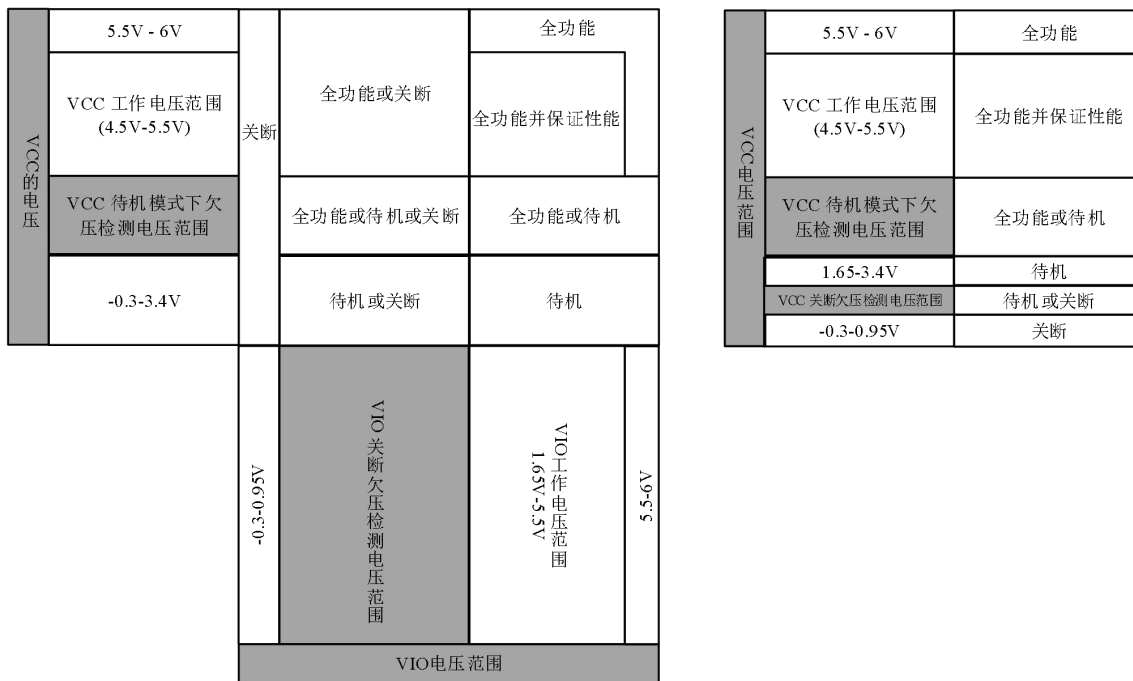 5.5V - 6V
全功能
VCC 工作电压范围
(4.5V-5.5V)
关断
全功能或关断
全功能并保证性能
VCC的电压
VCC 待机模式下欠
压检测电压范围
全功能或待机或关断
全功能或待机
-0.3-3.4V
待机或关断
待机
-0.3-0.95V
VIO关断欠压检测电压范围
VIO工作电压范围
1.65V-5.5V
5.5-6V
VIO电压范围
5.5V - 6V
全功能
VCC 工作电压范围
(4.5V-5.5V)
全功能并保证性能
VCC电压范围
VCC 待机模式下欠
压检测电压范围
全功能或待机
1.65-3.4V
待机
VCC 关断欠压检测电压范围
待机或关断
-0.3-0.95V
关断